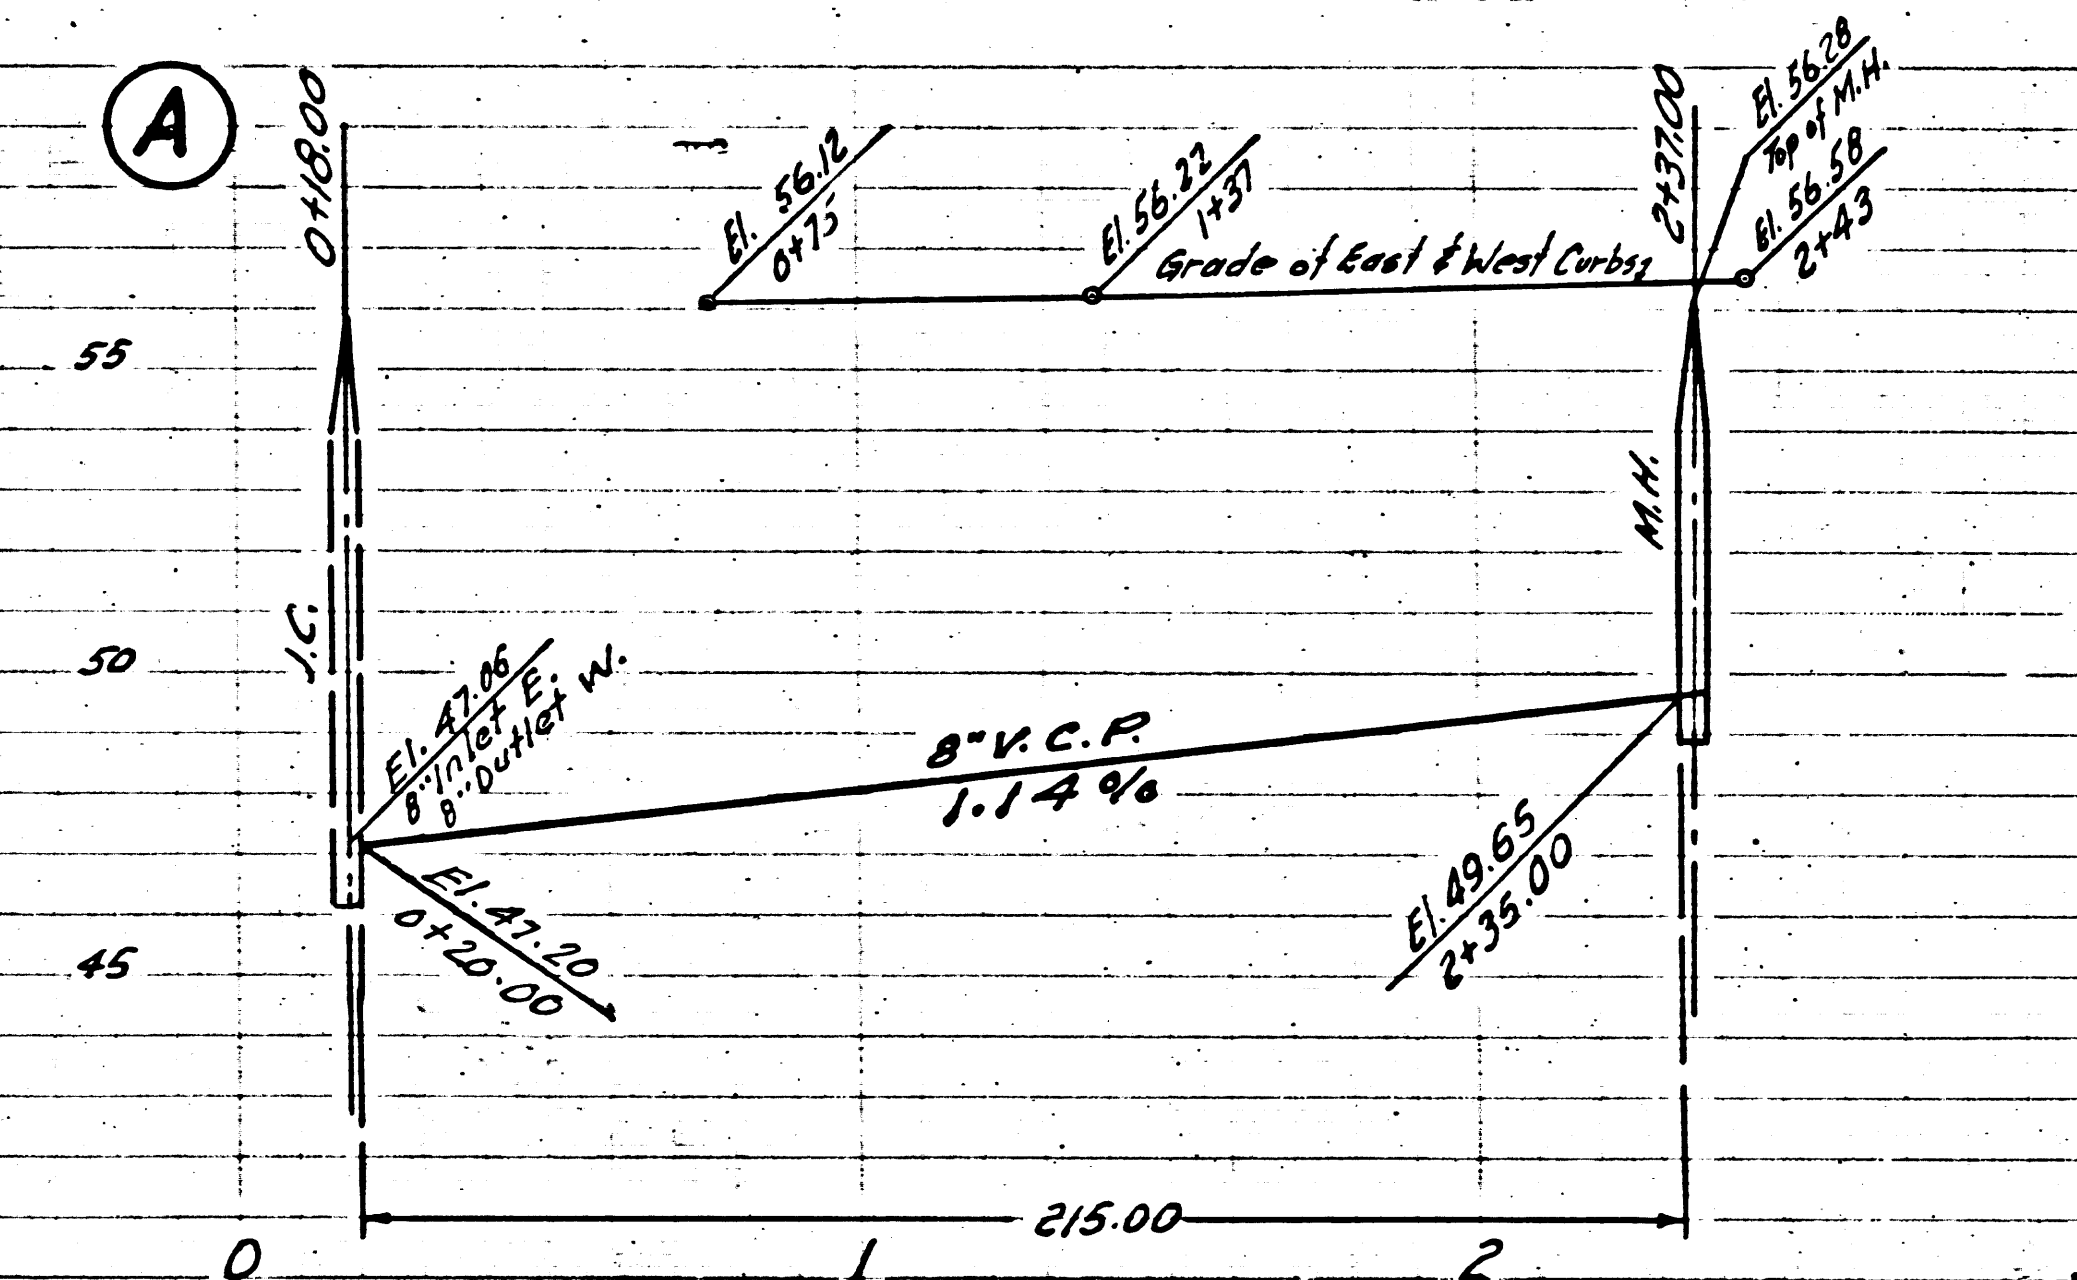 A
0+18.00
El. 56.12
0+75
El. 56.22
1+37
Grade of East & West Curbs
2+37.00
El. 56.28
Top of M.H.
El. 56.58
2+43
55
50
45
J.C.
M.H.
El. 47.06
8" Inlet E.
8" Outlet W.
8" V.C.P.
1.14 %
El. 47.20
0+20.00
El. 49.65
2+35.00
215.00
0 1 2